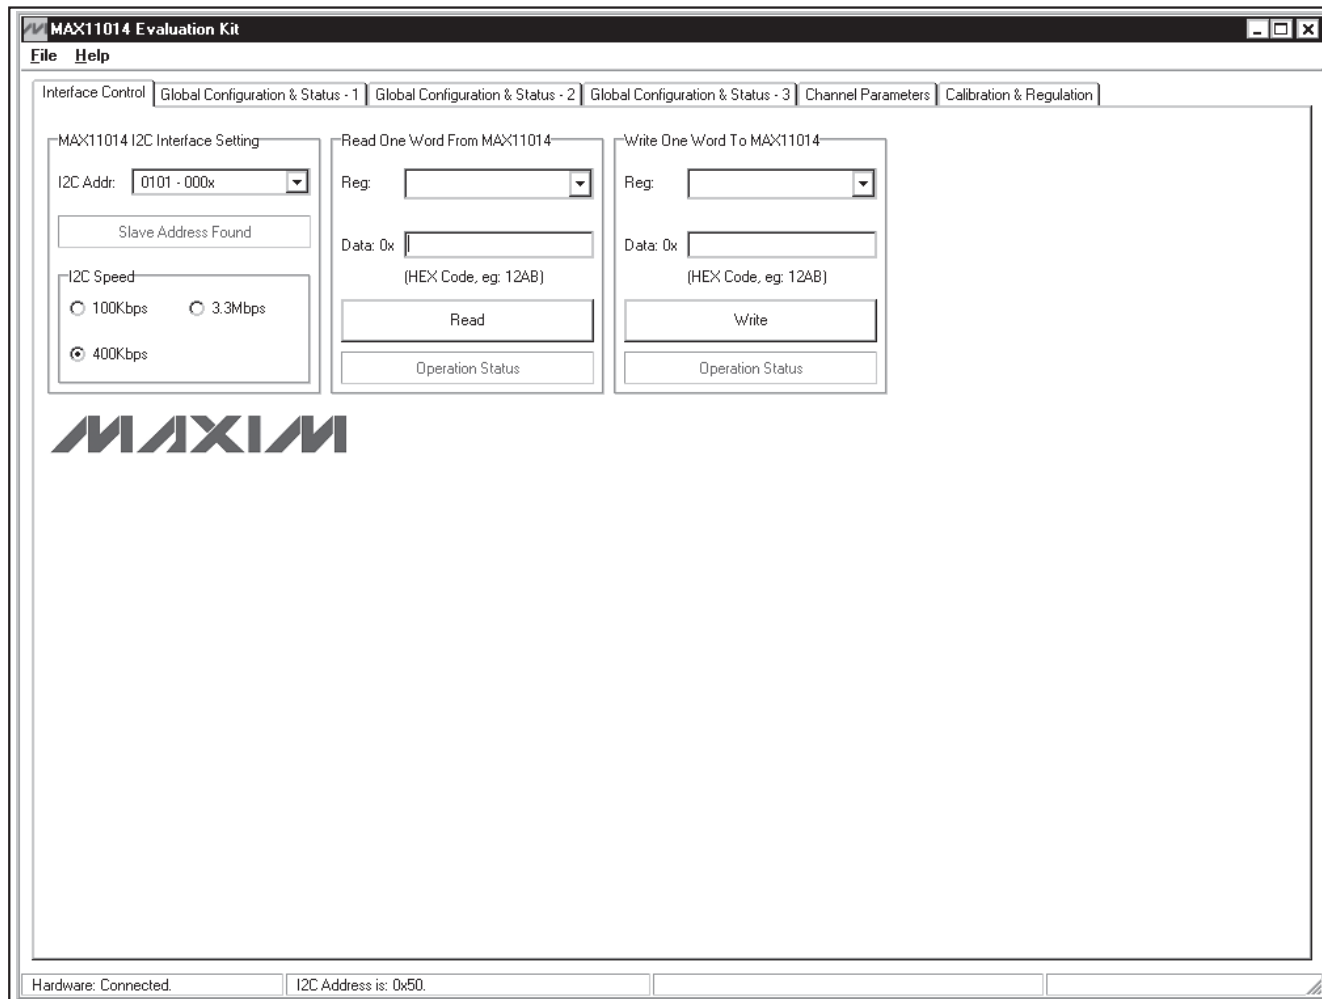 MAX11014 Evaluation Kit
File Help
Interface Control Global Configuration & Status - 1 Global Configuration & Status - 2 Global Configuration & Status - 3 Channel Parameters Calibration & Regulation
MAX11014 I2C Interface Setting
I2C Addr: 0101 - 000x
Slave Address Found
I2C Speed
100Kbps 3.3Mbps
400Kbps
Read One Word From MAX11014
Reg:
Data: 0x
(HEX Code, eg: 12AB)
Read
Operation Status
Write One Word To MAX11014
Reg:
Data: 0x
(HEX Code, eg: 12AB)
Write
Operation Status
MAXIM
Hardware: Connected. I2C Address is: 0x50.